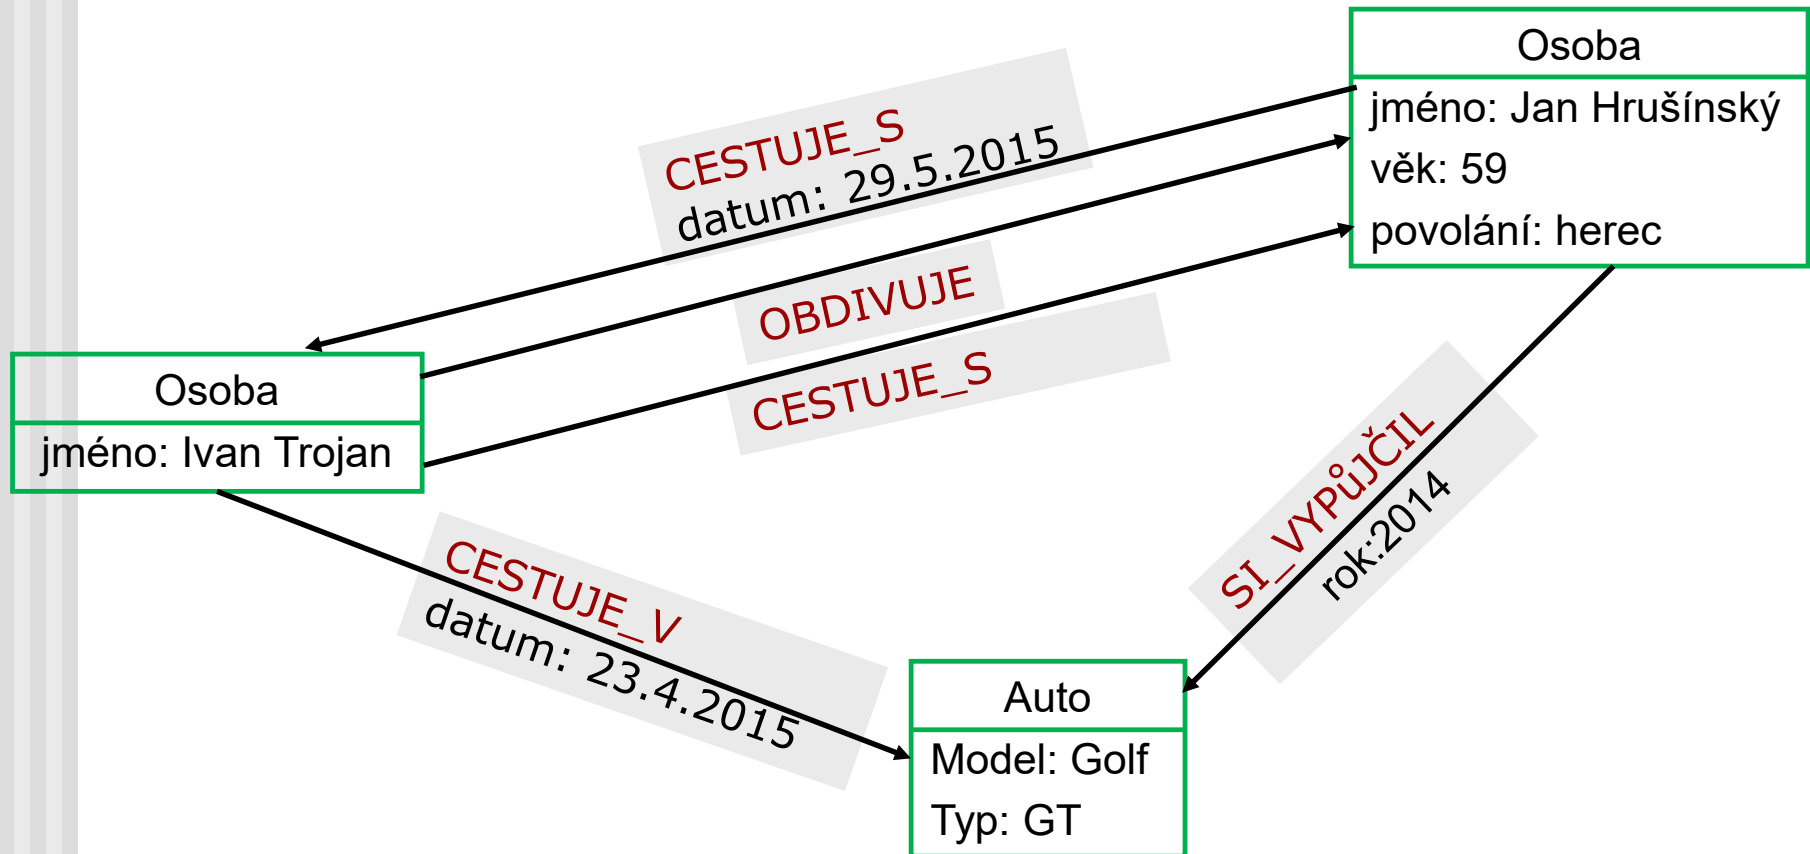 Osoba
jméno: Jan Hrušínský
věk: 59
povolání: herec
CESTUJE_S
datum: 29.5.2015
OBDIVUJE
CESTUJE_S
Osoba
jméno: Ivan Trojan
SI_VYPůJČIL
rok:2014
CESTUJE_V
datum: 23.4.2015
Auto
Model: Golf
Typ: GT